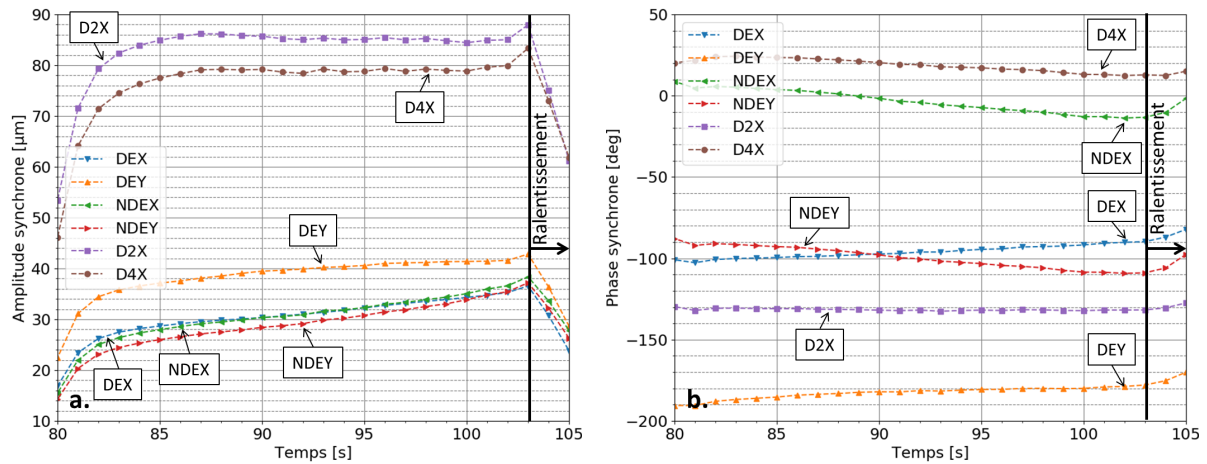 90
80
70
60
50
40
30
20
10
Amplitude synchrone [µm]
80
85
90
95
100
105
Temps [s]
D2X
D4X
DEX
DEY
NDEX
NDEY
D2X
D4X
DEY
DEX
NDEX
NDEY
Ralentissement
a.
50
0
−50
−100
−150
−200
Phase synchrone [deg]
80
85
90
95
100
105
Temps [s]
DEX
DEY
NDEX
NDEY
D2X
D4X
D4X
NDEX
NDEY
DEX
D2X
DEY
Ralentissement
b.